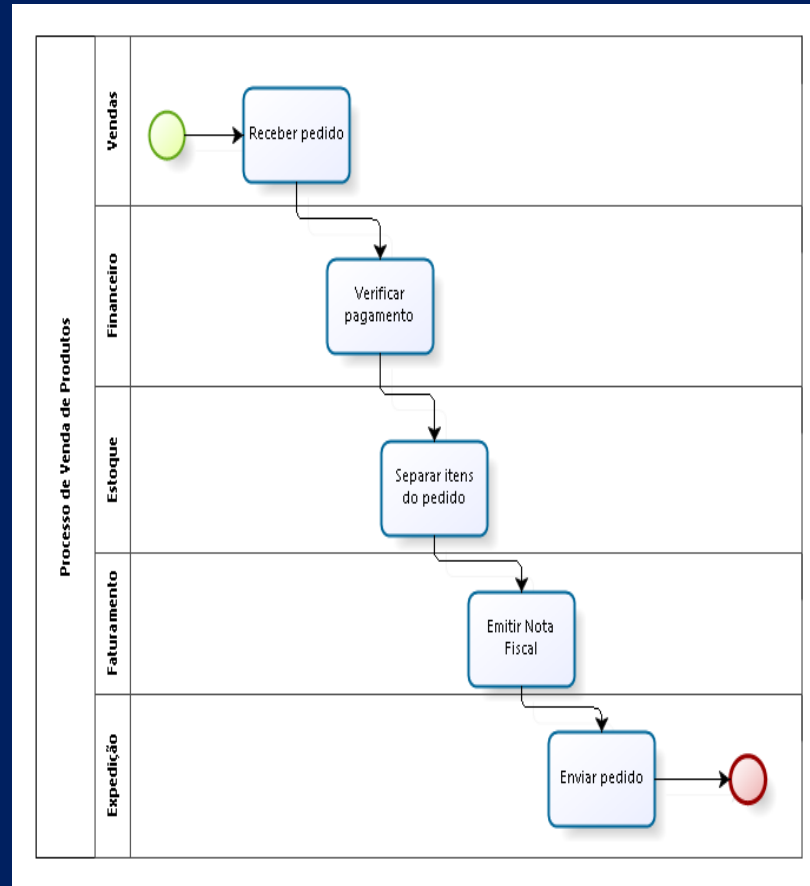 Processo de Venda de Produtos
Vendas
Receber pedido
Financeiro
Verificar
pagamento
Estoque
Separar itens
do pedido
Faturamento
Emitir Nota
Fiscal
Expedição
Enviar pedido